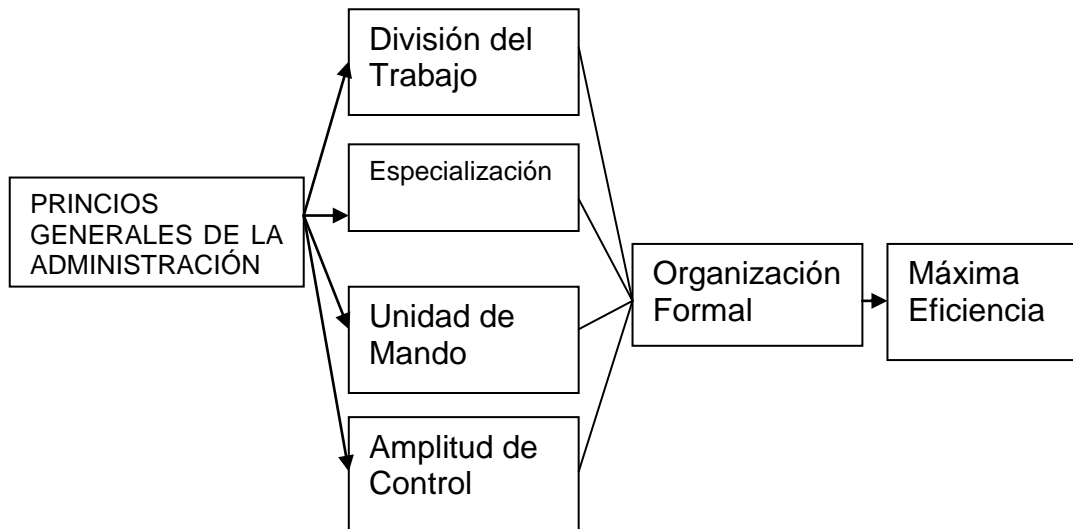 PRINCIOS
GENERALES DE LA
ADMINISTRACIÓN
División del
Trabajo
Especialización
Unidad de
Mando
Amplitud de
Control
Organización
Formal
Máxima
Eficiencia